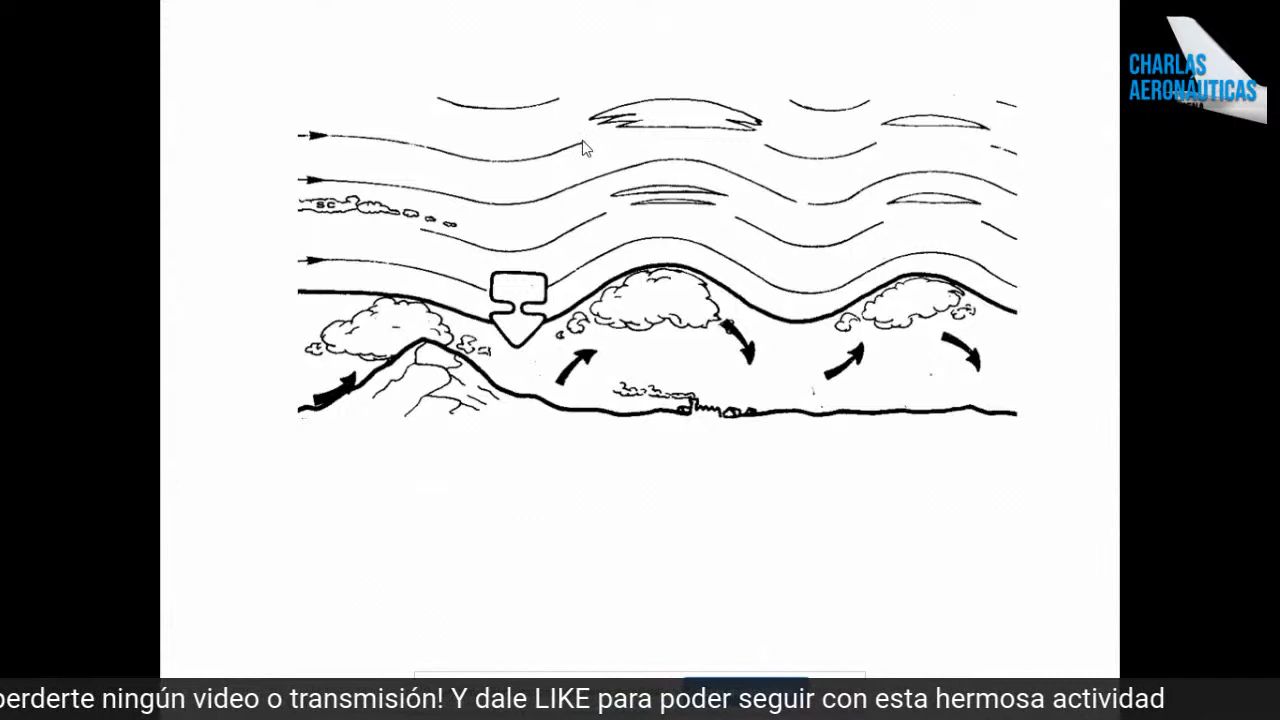 CHARLAS
AERONÁUTICAS
SC
perderte ningún video o transmisión! Y dale LIKE para poder seguir con esta hermosa actividad